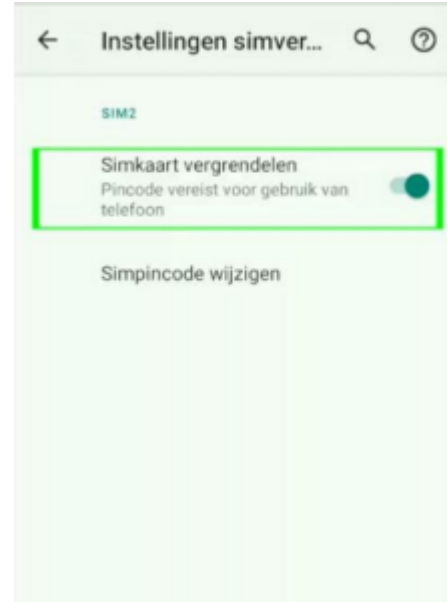 Instellingen simver...
SIM2
Simkaart vergrendelen
Pincode vereist voor gebruik van
telefoon
Simpincode wijzigen